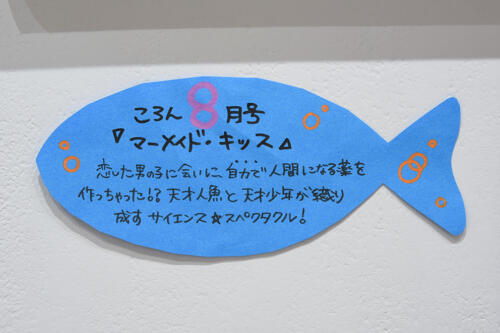 ころん8月号
『マーメイド・キッス』
恋した男の子に会いに、自力で人間になる薬を
作っちゃった!? 天才人魚と天才少年が織り
成す サイエンス☆スペクタクル!